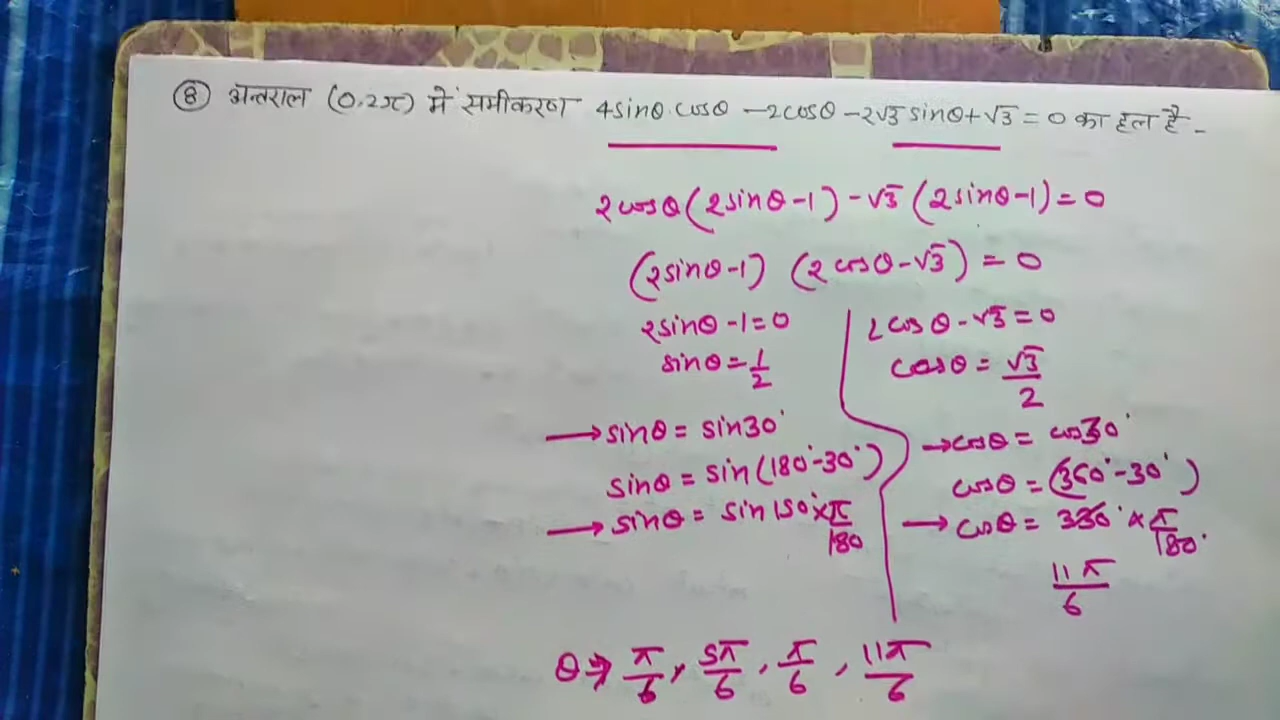 ⑧ अन्तराल (0.2π) में समीकरण 4sinθ.cosθ -2cosθ-2√3 sinθ+√3=0 का हल है-
2cosθ(2sinθ-1)-√3(2sinθ-1)=0
(2sinθ-1) (2cosθ-√3)=0
2sinθ-1=0
sinθ=1/2
→sinθ= sin30°
sinθ=sin(180°-30°)
→sinθ= sin150°×π/180
2cosθ-√3=0
cosθ= √3/2
→cosθ= cos30°
cosθ=(360°-30°)
→cosθ= 330°×π/180°
11π/6
θ⇒ π/6, 5π/6, π/6, 11π/6